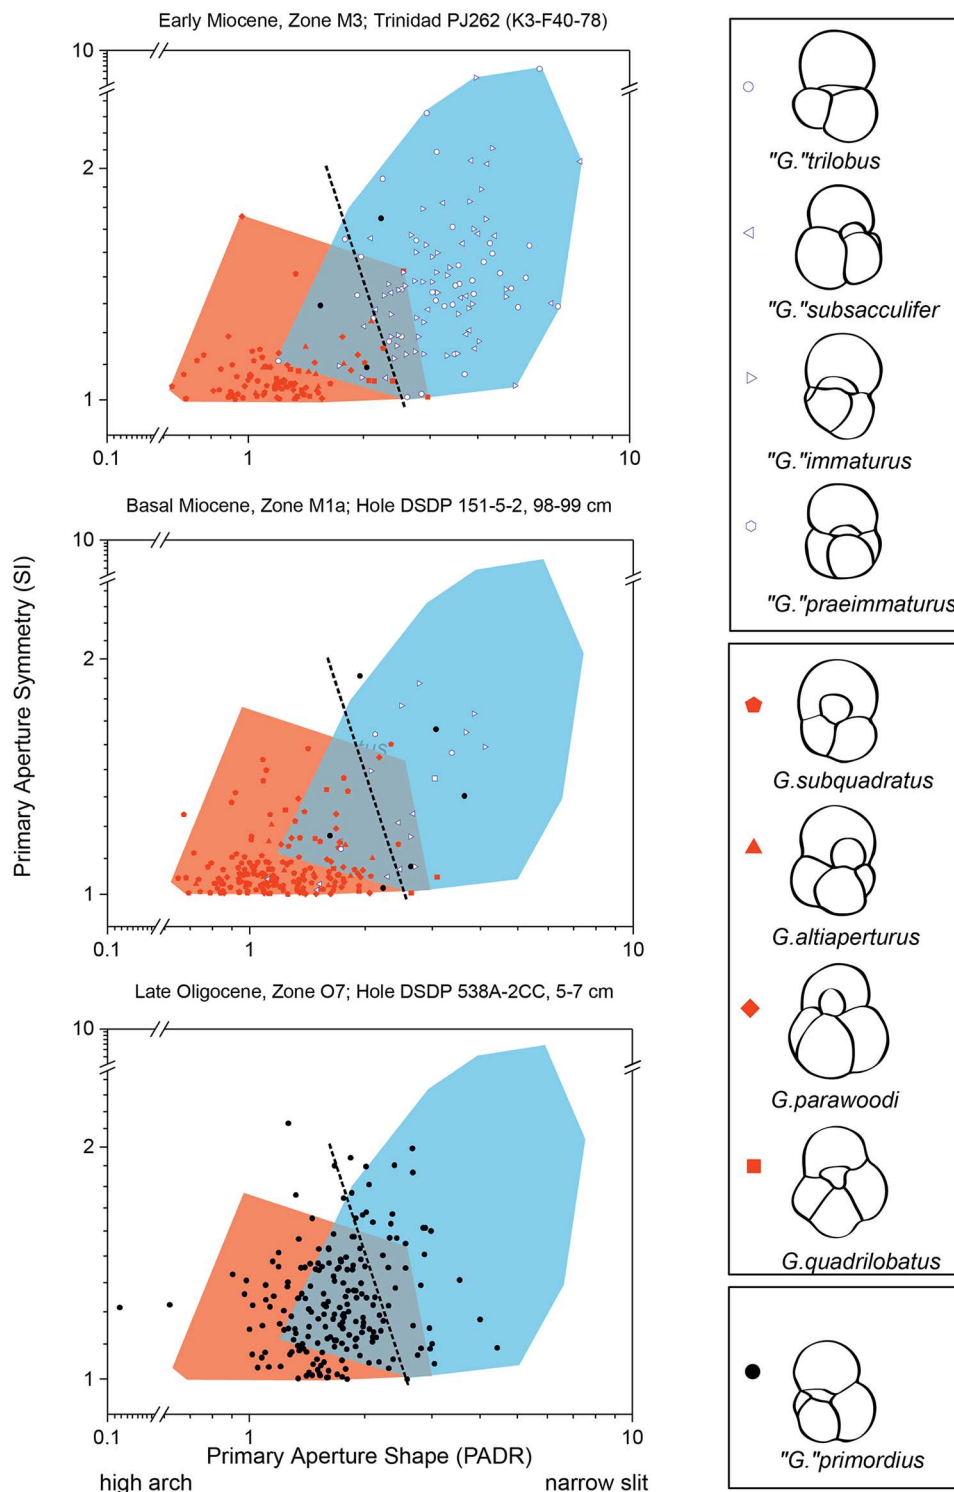 Early Miocene, Zone M3; Trinidad PJ262 (K3-F40-78)
10
2
1
0.1
1
10
Basal Miocene, Zone M1a; Hole DSDP 151-5-2, 98-99 cm
10
2
1
0.1
1
10
Late Oligocene, Zone O7; Hole DSDP 538A-2CC, 5-7 cm
10
2
1
0.1
1
10
Primary Aperture Symmetry (SI)
Primary Aperture Shape (PADR)
high arch
narrow slit
"G."trilobus
"G."subsacculifer
"G."immaturus
"G."praeimmaturus
G.subquadratus
G.altiaperturus
G.parawoodi
G.quadrilobatus
"G."primordius